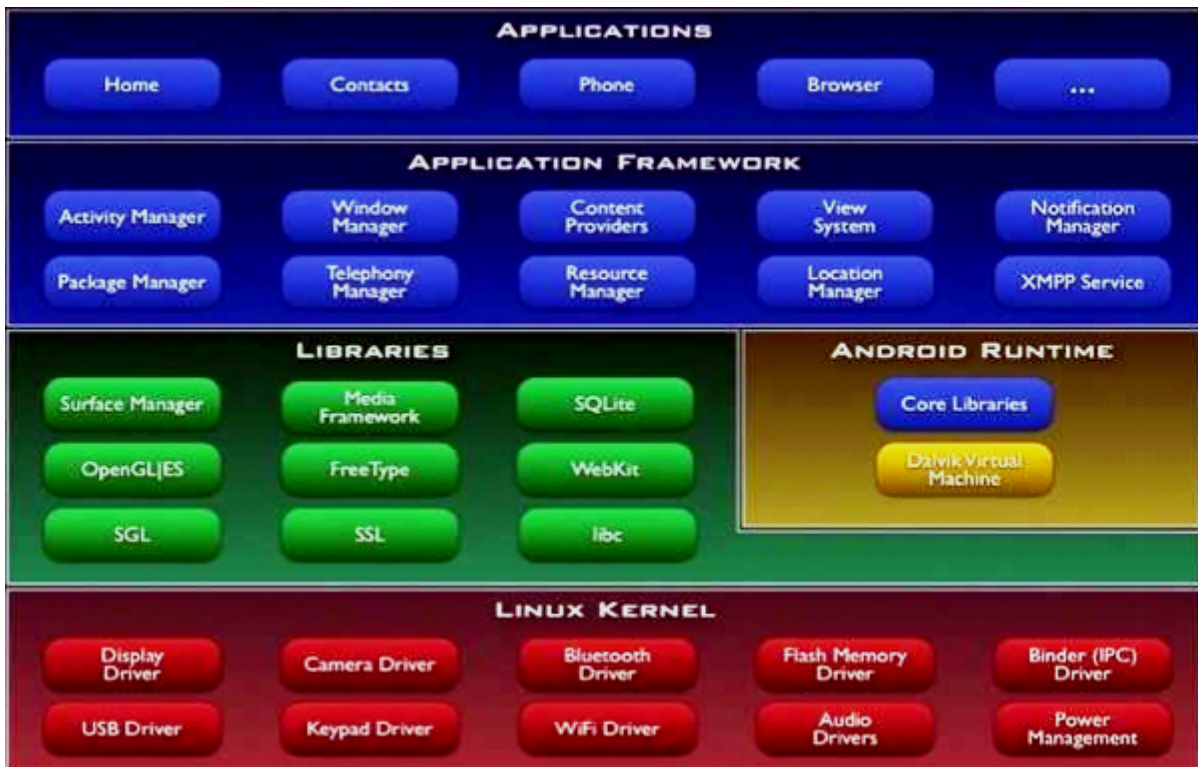 APPLICATIONS
Home
Contacts
Phone
Browser
...
APPLICATION FRAMEWORK
Activity Manager
Window
Manager
Content
Providers
View
System
Notification
Manager
Package Manager
Telephony
Manager
Resource
Manager
Location
Manager
XMPP Service
LIBRARIES
Surface Manager
Media
Framework
SQLite
OpenGL|ES
FreeType
WebKit
SGL
SSL
libc
ANDROID RUNTIME
Core Libraries
Dalvik Virtual
Machine
LINUX KERNEL
Display
Driver
Camera Driver
Bluetooth
Driver
Flash Memory
Driver
Binder (IPC)
Driver
USB Driver
Keypad Driver
WiFi Driver
Audio
Drivers
Power
Management